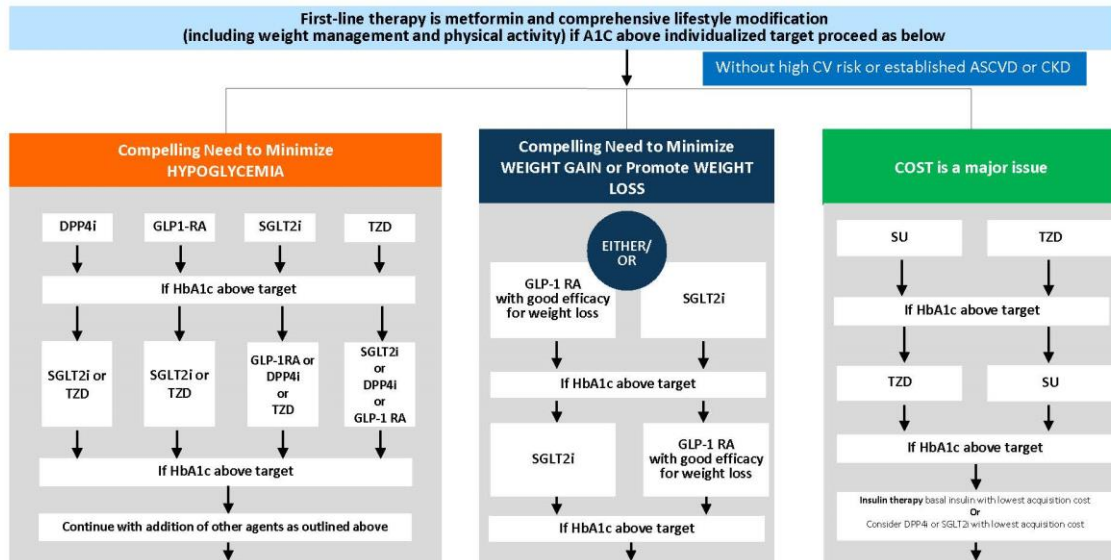 First-line therapy is metformin and comprehensive lifestyle modification
(including weight management and physical activity) if A1C above individualized target proceed as below
Without high CV risk or established ASCVD or CKD
Compelling Need to Minimize
HYPOGLYCEMIA
DPP4i
GLP1-RA
SGLT2i
TZD
If HbA1c above target
SGLT2i or
TZD
SGLT2i or
TZD
GLP-1RA or
DPP4i
or
TZD
SGLT2i
or
DPP4i
or
GLP-1 RA
If HbA1c above target
Continue with addition of other agents as outlined above
Compelling Need to Minimize
WEIGHT GAIN or Promote WEIGHT
LOSS
EITHER/
OR
GLP-1 RA
with good efficacy
for weight loss
SGLT2i
If HbA1c above target
SGLT2i
GLP-1 RA
with good efficacy
for weight loss
If HbA1c above target
COST is a major issue
SU
TZD
If HbA1c above target
TZD
SU
If HbA1c above target
Insulin therapy basal insulin with lowest acquisition cost
Or
Consider DPP4i or SGLT2i with lowest acquisition cost